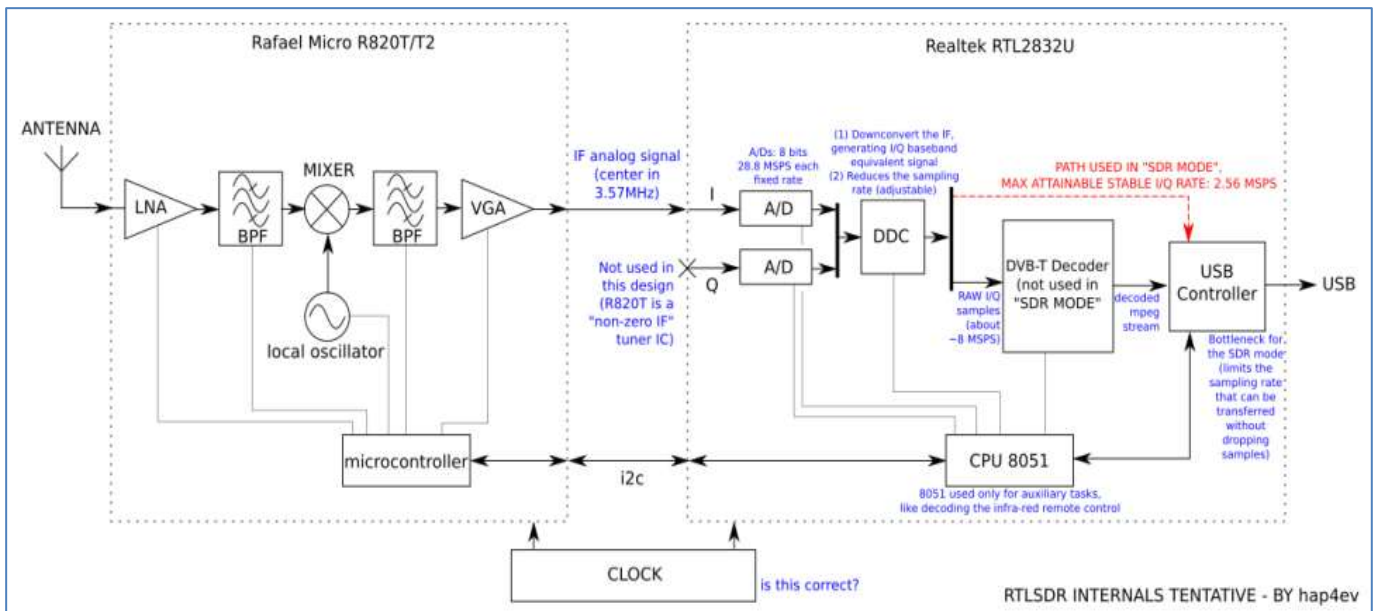 Rafael Micro R820T/T2
Realtek RTL2832U
ANTENNA
LNA
BPF
MIXER
BPF
VGA
local oscillator
microcontroller
IF analog signal
(center in
3.57MHz)
Not used in
this design
(R820T is a
"non-zero IF"
tuner IC)
i2c
I
Q
A/Ds: 8 bits
28.8 MSPS each
fixed rate
A/D
A/D
(1) Downconvert the IF,
generating I/Q baseband
equivalent signal
(2) Reduces the sampling
rate (adjustable)
DDC
PATH USED IN "SDR MODE",
MAX ATTAINABLE STABLE I/Q RATE: 2.56 MSPS
RAW I/Q
samples
(about
~8 MSPS)
DVB-T Decoder
(not used in
"SDR MODE"
decoded
mpeg
stream
USB
Controller
USB
Bottleneck for
the SDR mode
(limits the
sampling rate
that can be
transferred
without
dropping
samples)
CPU 8051
8051 used only for auxiliary tasks,
like decoding the infra-red remote control
CLOCK
is this correct?
RTLSDR INTERNALS TENTATIVE - BY hap4ev